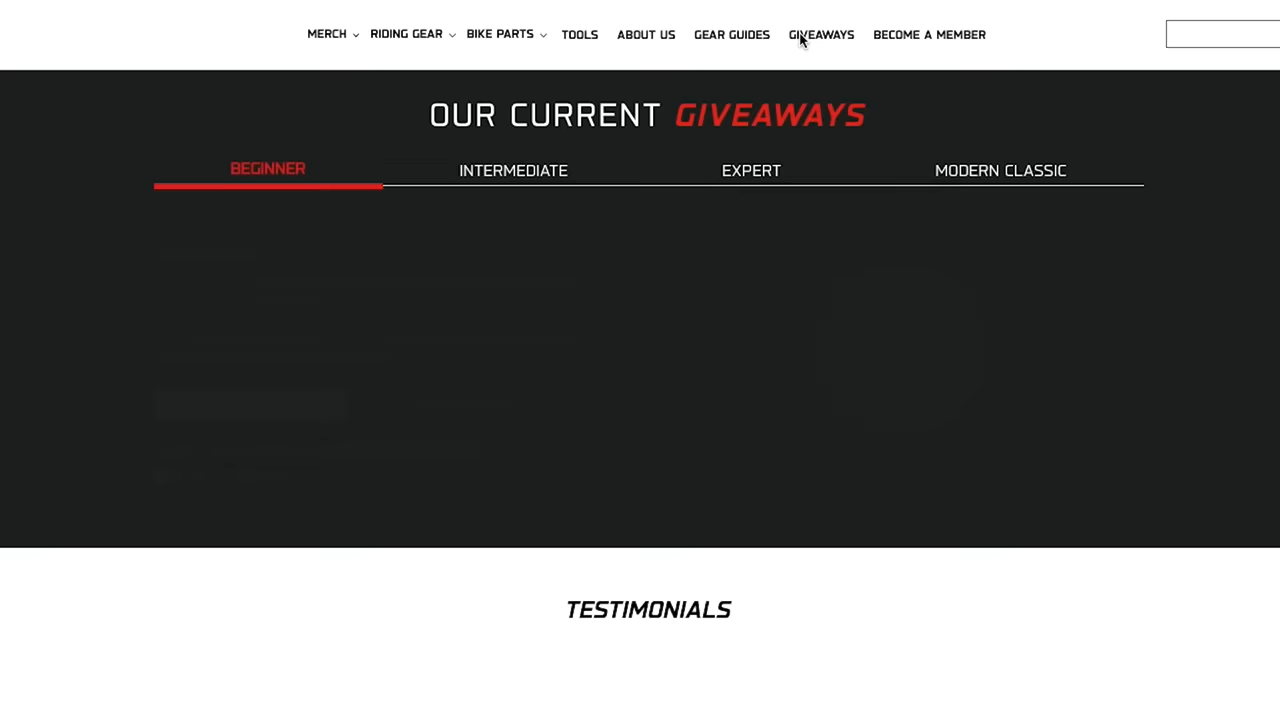 MERCH RIDING GEAR BIKE PARTS TOOLS ABOUT US GEAR GUIDES GIVEAWAYS BECOME A MEMBER
OUR CURRENT GIVEAWAYS
BEGINNER INTERMEDIATE EXPERT MODERN CLASSIC
TESTIMONIALS